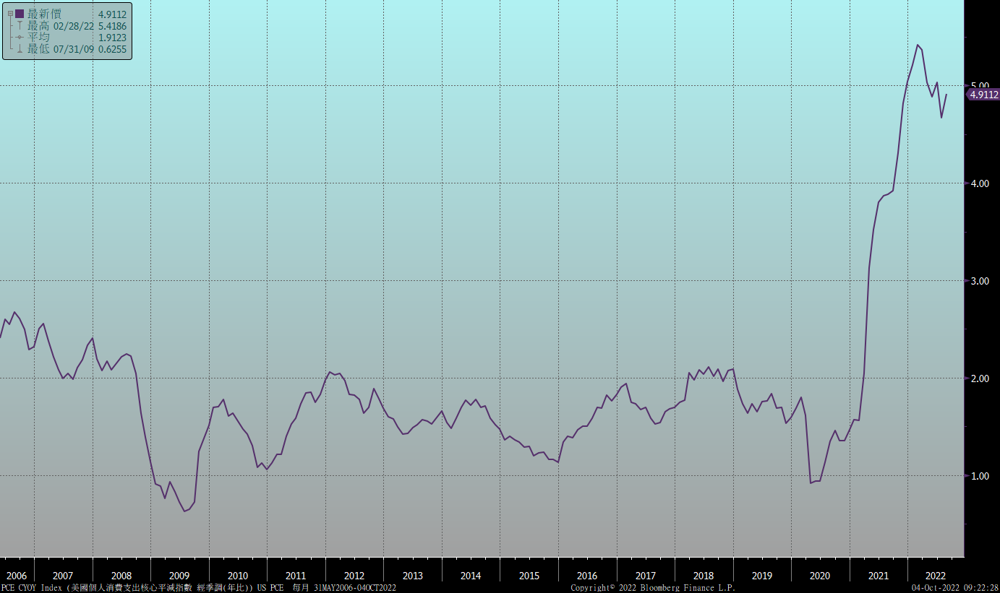 最新價 4.9112
最高 02/28/22 5.4186
平均 1.9123
最低 07/31/09 0.6255
5.00
4.9112
4.00
3.00
2.00
1.00
2006 2007 2008 2009 2010 2011 2012 2013 2014 2015 2016 2017 2018 2019 2020 2021 2022
PCE CYOY Index (美國個人消費支出核心平減指數 經季調(年比)) US PCE 每月 31MAY2006-04OCT2022 Copyright© 2022 Bloomberg Finance L.P. 04-Oct-2022 09:22:28